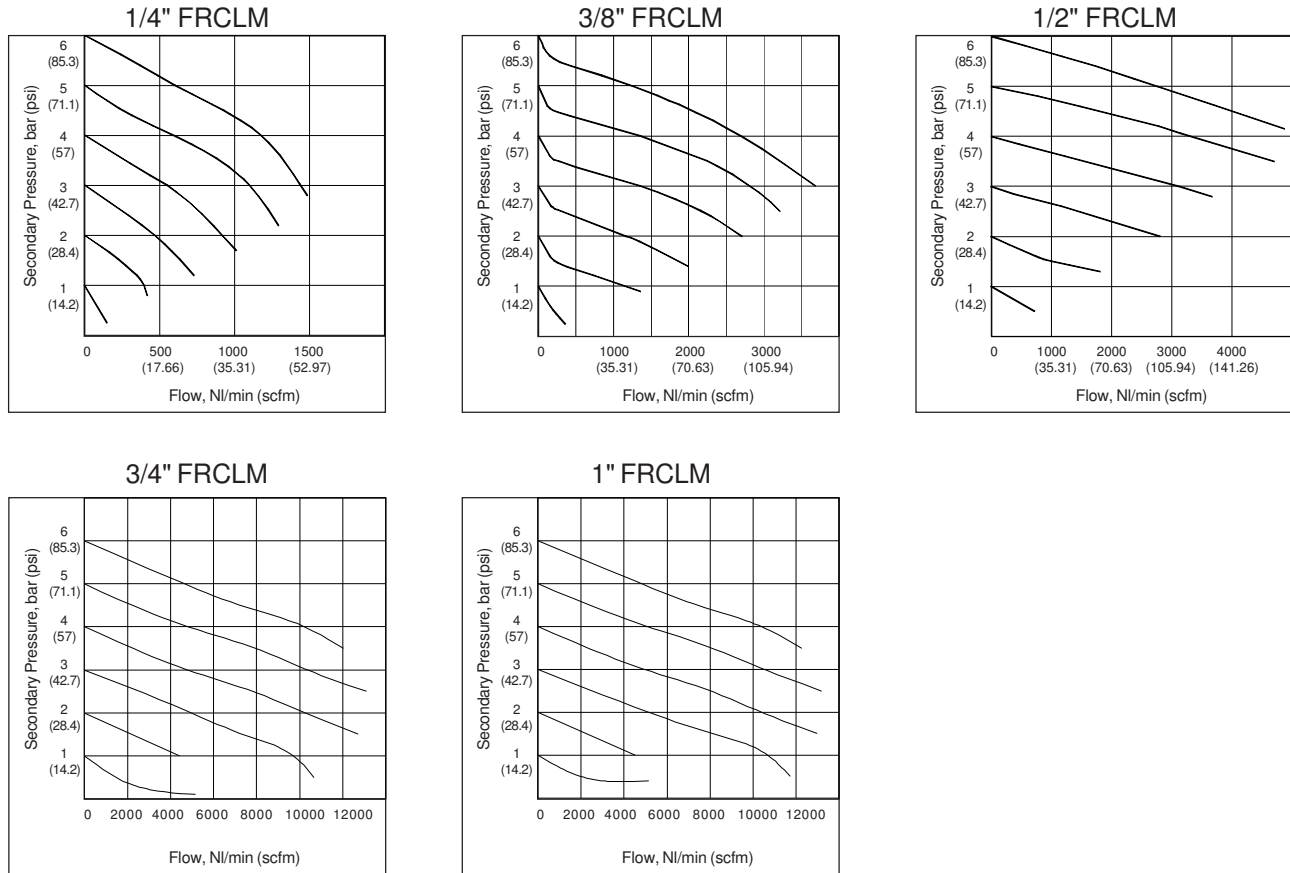 1/4" FRCLM
Secondary Pressure, bar (psi)
6
(85.3)
5
(71.1)
4
(57)
3
(42.7)
2
(28.4)
1
(14.2)
0 500 1000 1500
(17.66) (35.31) (52.97)
Flow, Nl/min (scfm)
3/8" FRCLM
Secondary Pressure, bar (psi)
6
(85.3)
5
(71.1)
4
(57)
3
(42.7)
2
(28.4)
1
(14.2)
0 1000 2000 3000
(35.31) (70.63) (105.94)
Flow, Nl/min (scfm)
1/2" FRCLM
Secondary Pressure, bar (psi)
6
(85.3)
5
(71.1)
4
(57)
3
(42.7)
2
(28.4)
1
(14.2)
0 1000 2000 3000 4000
(35.31) (70.63) (105.94) (141.26)
Flow, Nl/min (scfm)
3/4" FRCLM
Secondary Pressure, bar (psi)
6
(85.3)
5
(71.1)
4
(57)
3
(42.7)
2
(28.4)
1
(14.2)
0 2000 4000 6000 8000 10000 12000
Flow, Nl/min (scfm)
1" FRCLM
Secondary Pressure, bar (psi)
6
(85.3)
5
(71.1)
4
(57)
3
(42.7)
2
(28.4)
1
(14.2)
0 2000 4000 6000 8000 10000 12000
Flow, Nl/min (scfm)